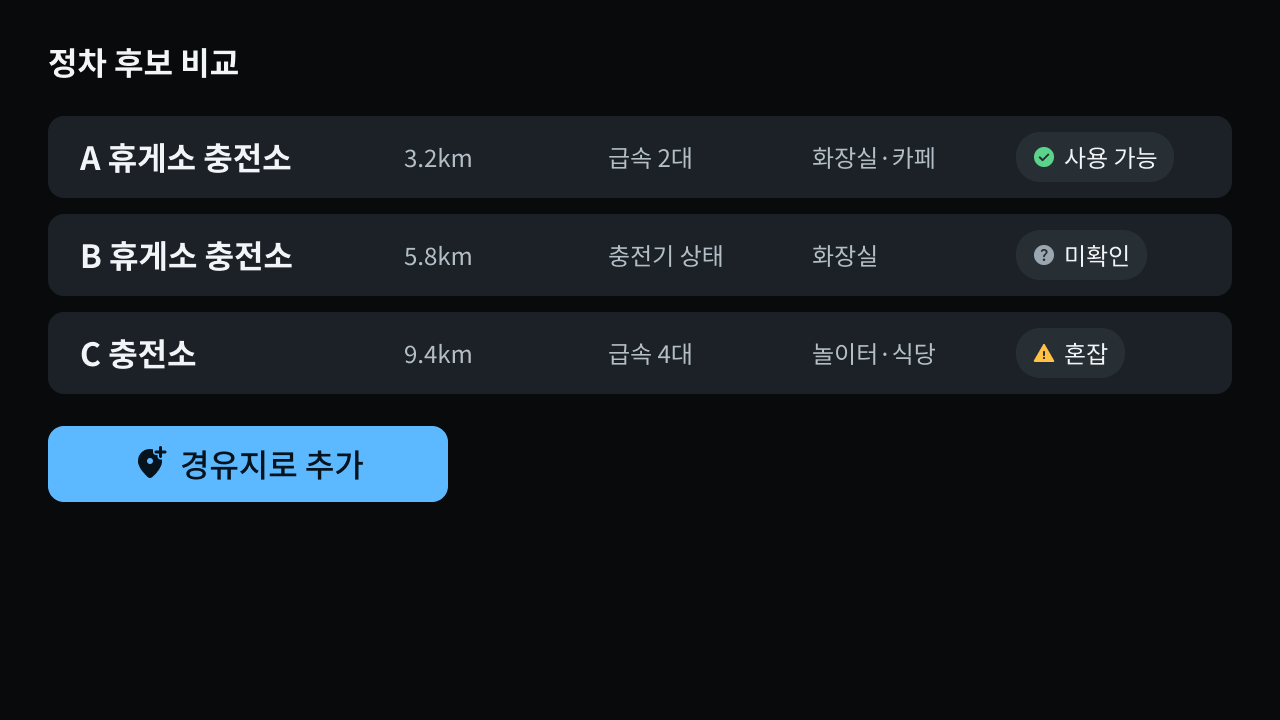 정차 후보 비교
A 휴게소 충전소 3.2km 급속 2대 화장실·카페 사용 가능
B 휴게소 충전소 5.8km 충전기 상태 화장실 미확인
C 충전소 9.4km 급속 4대 놀이터·식당 혼잡
경유지로 추가